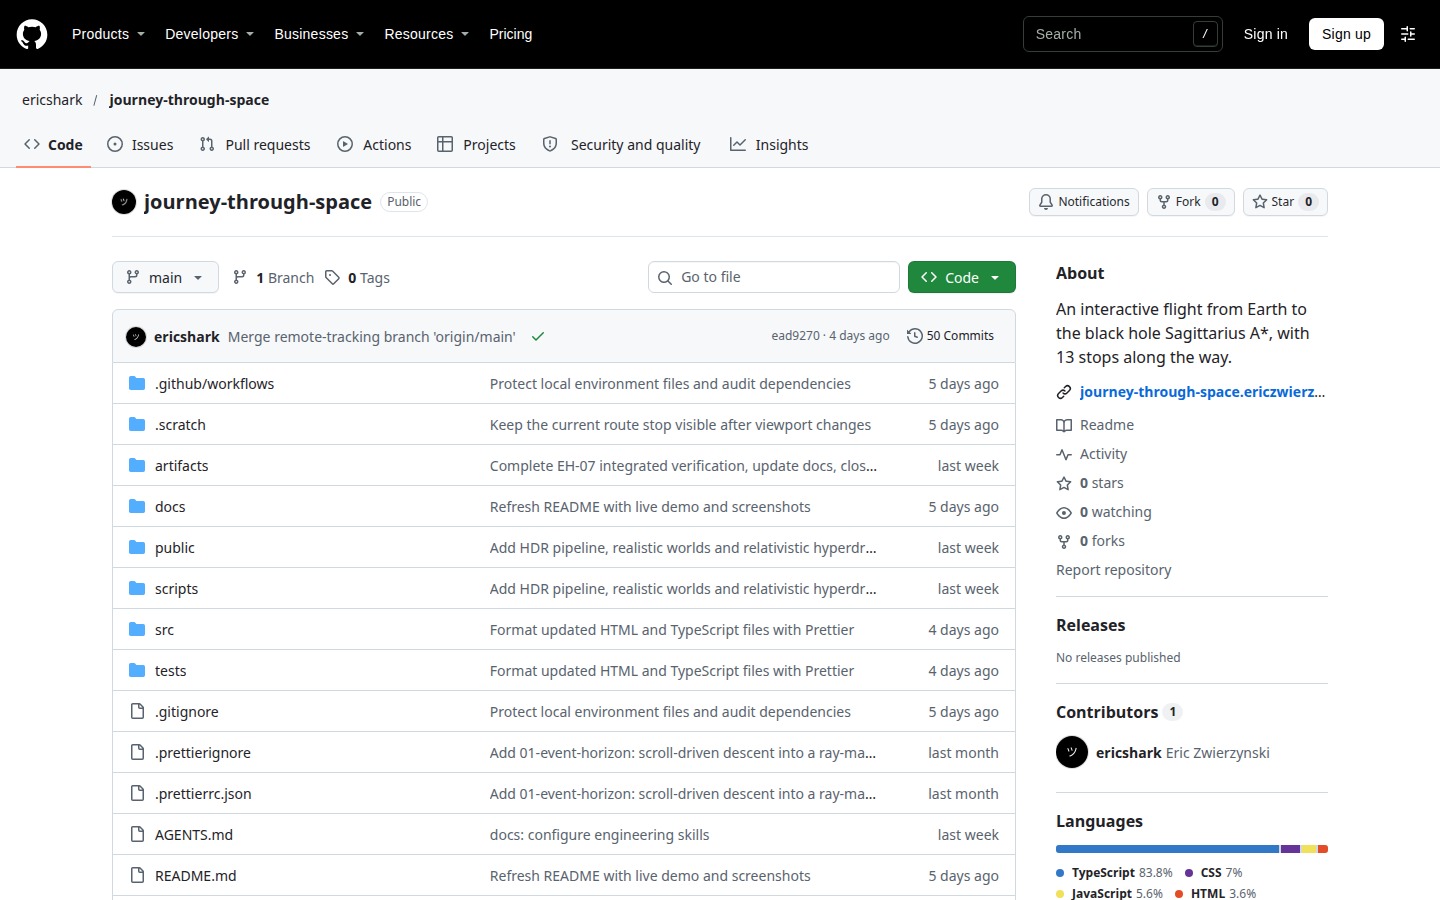 Products Developers Businesses Resources Pricing Search / Sign in Sign up
ericshark / journey-through-space
Code Issues Pull requests Actions Projects Security and quality Insights
journey-through-space Public Notifications Fork 0 Star 0
main 1 Branch 0 Tags Go to file Code
ericshark Merge remote-tracking branch 'origin/main' ead9270 · 4 days ago 50 Commits
.github/workflows Protect local environment files and audit dependencies 5 days ago
.scratch Keep the current route stop visible after viewport changes 5 days ago
artifacts Complete EH-07 integrated verification, update docs, clos... last week
docs Refresh README with live demo and screenshots 5 days ago
public Add HDR pipeline, realistic worlds and relativistic hyperdr... last week
scripts Add HDR pipeline, realistic worlds and relativistic hyperdr... last week
src Format updated HTML and TypeScript files with Prettier 4 days ago
tests Format updated HTML and TypeScript files with Prettier 4 days ago
.gitignore Protect local environment files and audit dependencies 5 days ago
.prettierignore Add 01-event-horizon: scroll-driven descent into a ray-ma... last month
.prettierrc.json Add 01-event-horizon: scroll-driven descent into a ray-ma... last month
AGENTS.md docs: configure engineering skills last week
README.md Refresh README with live demo and screenshots 5 days ago
About
An interactive flight from Earth to
the black hole Sagittarius A*, with
13 stops along the way.
journey-through-space.ericzwierz...
Readme
Activity
0 stars
0 watching
0 forks
Report repository
Releases
No releases published
Contributors 1
ツ ericshark Eric Zwierzynski
Languages
TypeScript 83.8% CSS 7%
JavaScript 5.6% HTML 3.6%